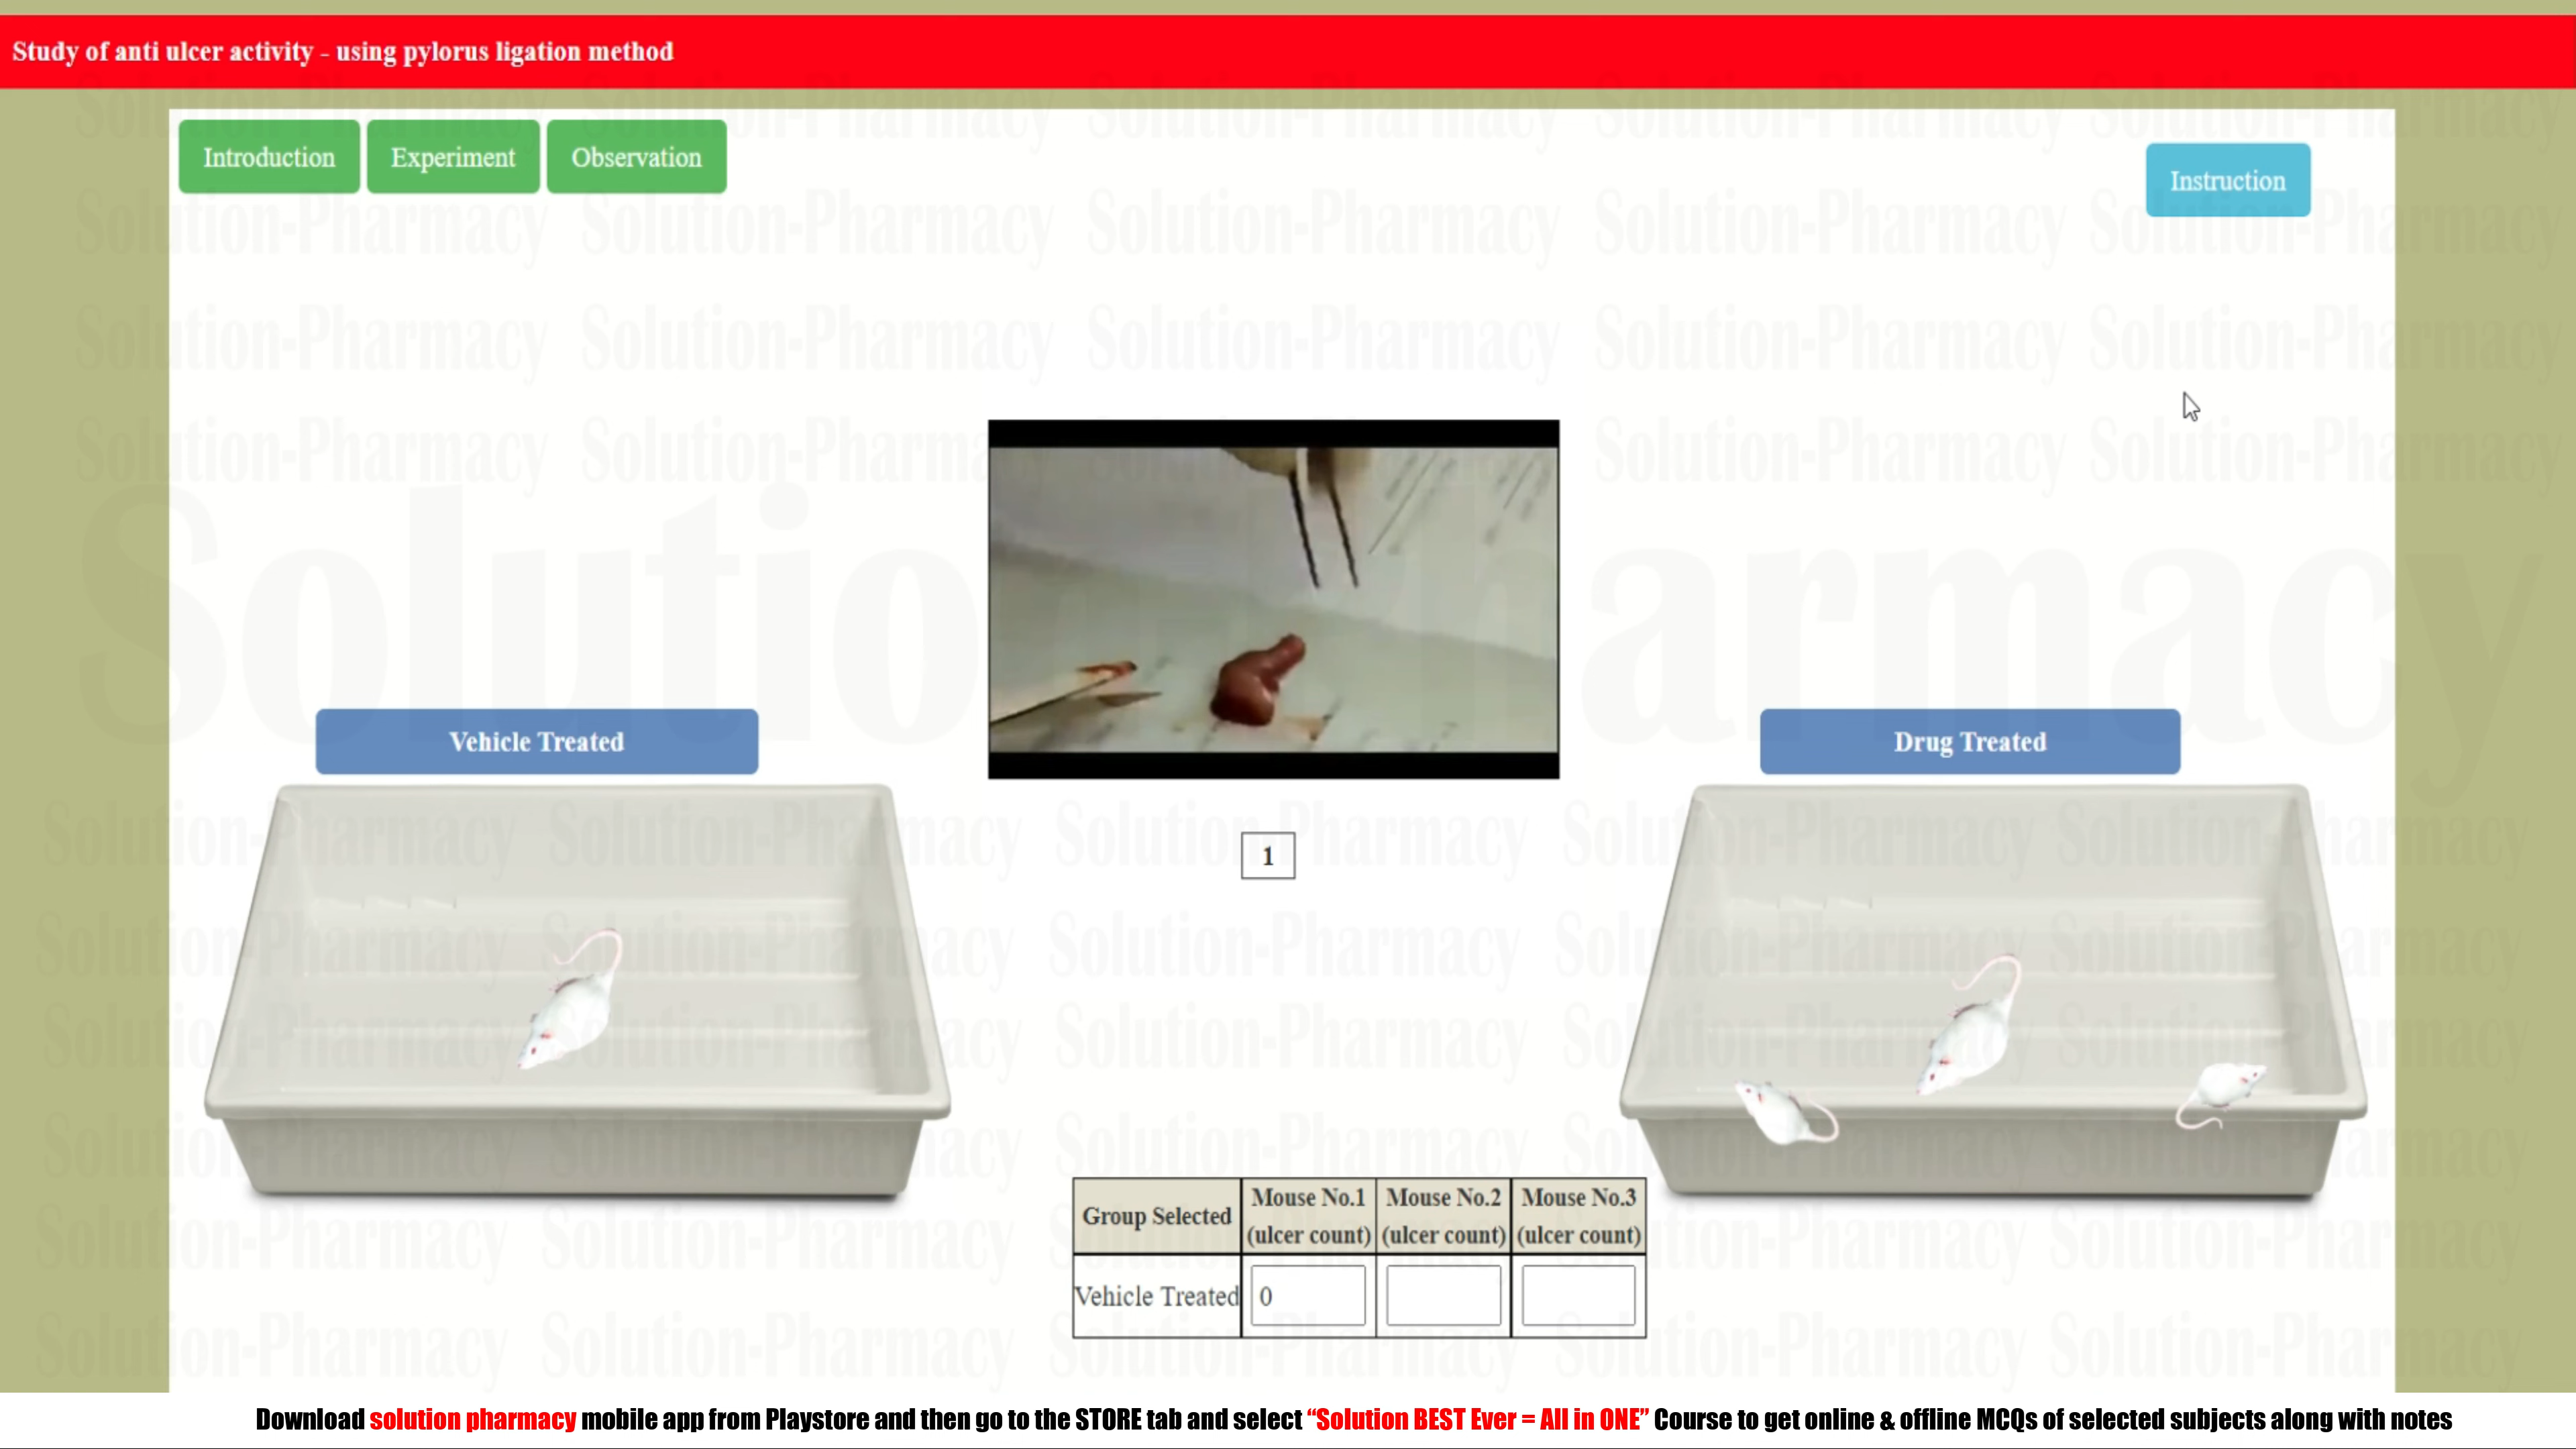 Study of anti ulcer activity - using pylorus ligation method
Introduction
Experiment
Observation
Instruction
Solution-Pharmacy
Vehicle Treated
Drug Treated
1
Group Selected
Mouse No.1
(ulcer count)
Mouse No.2
(ulcer count)
Mouse No.3
(ulcer count)
Vehicle Treated
0
Download solution pharmacy mobile app from Playstore and then go to the STORE tab and select “Solution BEST Ever = All in ONE” Course to get online & offline MCQs of selected subjects along with notes